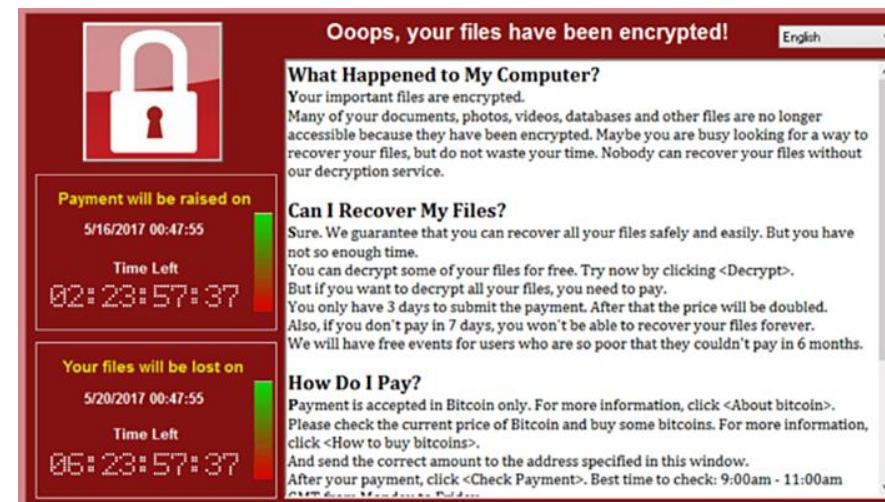 Ooops, your files have been encrypted!
English
Payment will be raised on
5/16/2017 00:47:55
Time Left
02:23:57:37
Your files will be lost on
5/20/2017 00:47:55
Time Left
06:23:57:37
What Happened to My Computer?
Your important files are encrypted.
Many of your documents, photos, videos, databases and other files are no longer
accessible because they have been encrypted. Maybe you are busy looking for a way to
recover your files, but do not waste your time. Nobody can recover your files without
our decryption service.
Can I Recover My Files?
Sure. We guarantee that you can recover all your files safely and easily. But you have
not so enough time.
You can decrypt some of your files for free. Try now by clicking <Decrypt>.
But if you want to decrypt all your files, you need to pay.
You only have 3 days to submit the payment. After that the price will be doubled.
Also, if you don't pay in 7 days, you won't be able to recover your files forever.
We will have free events for users who are so poor that they couldn't pay in 6 months.
How Do I Pay?
Payment is accepted in Bitcoin only. For more information, click <About bitcoin>.
Please check the current price of Bitcoin and buy some bitcoins. For more information,
click <How to buy bitcoins>.
And send the correct amount to the address specified in this window.
After your payment, click <Check Payment>. Best time to check: 9:00am - 11:00am
GMT from Monday to Friday